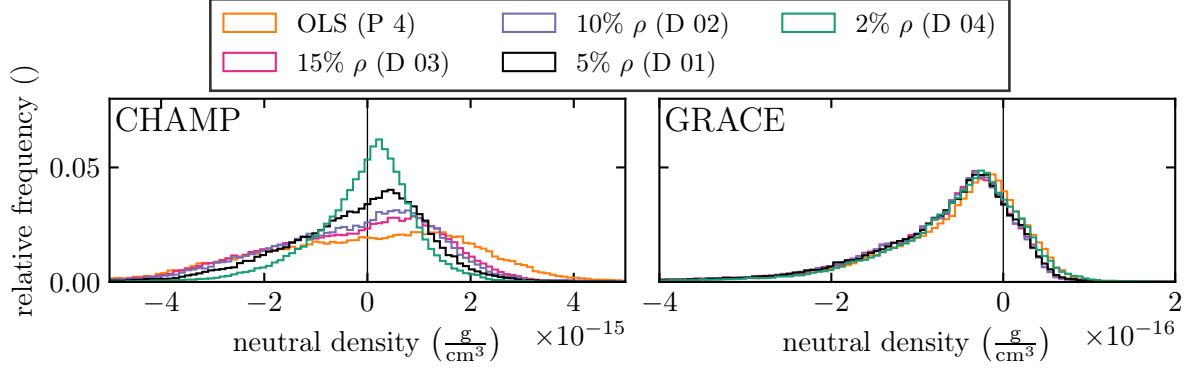 OLS (P 4)
15% ρ (D 03)
10% ρ (D 02)
5% ρ (D 01)
2% ρ (D 04)
relative frequency ()
0.05
0.00
CHAMP
−4 −2 0 2 4
×10−15
neutral density (g/cm³)
GRACE
−4 −2 0 2
×10−16
neutral density (g/cm³)